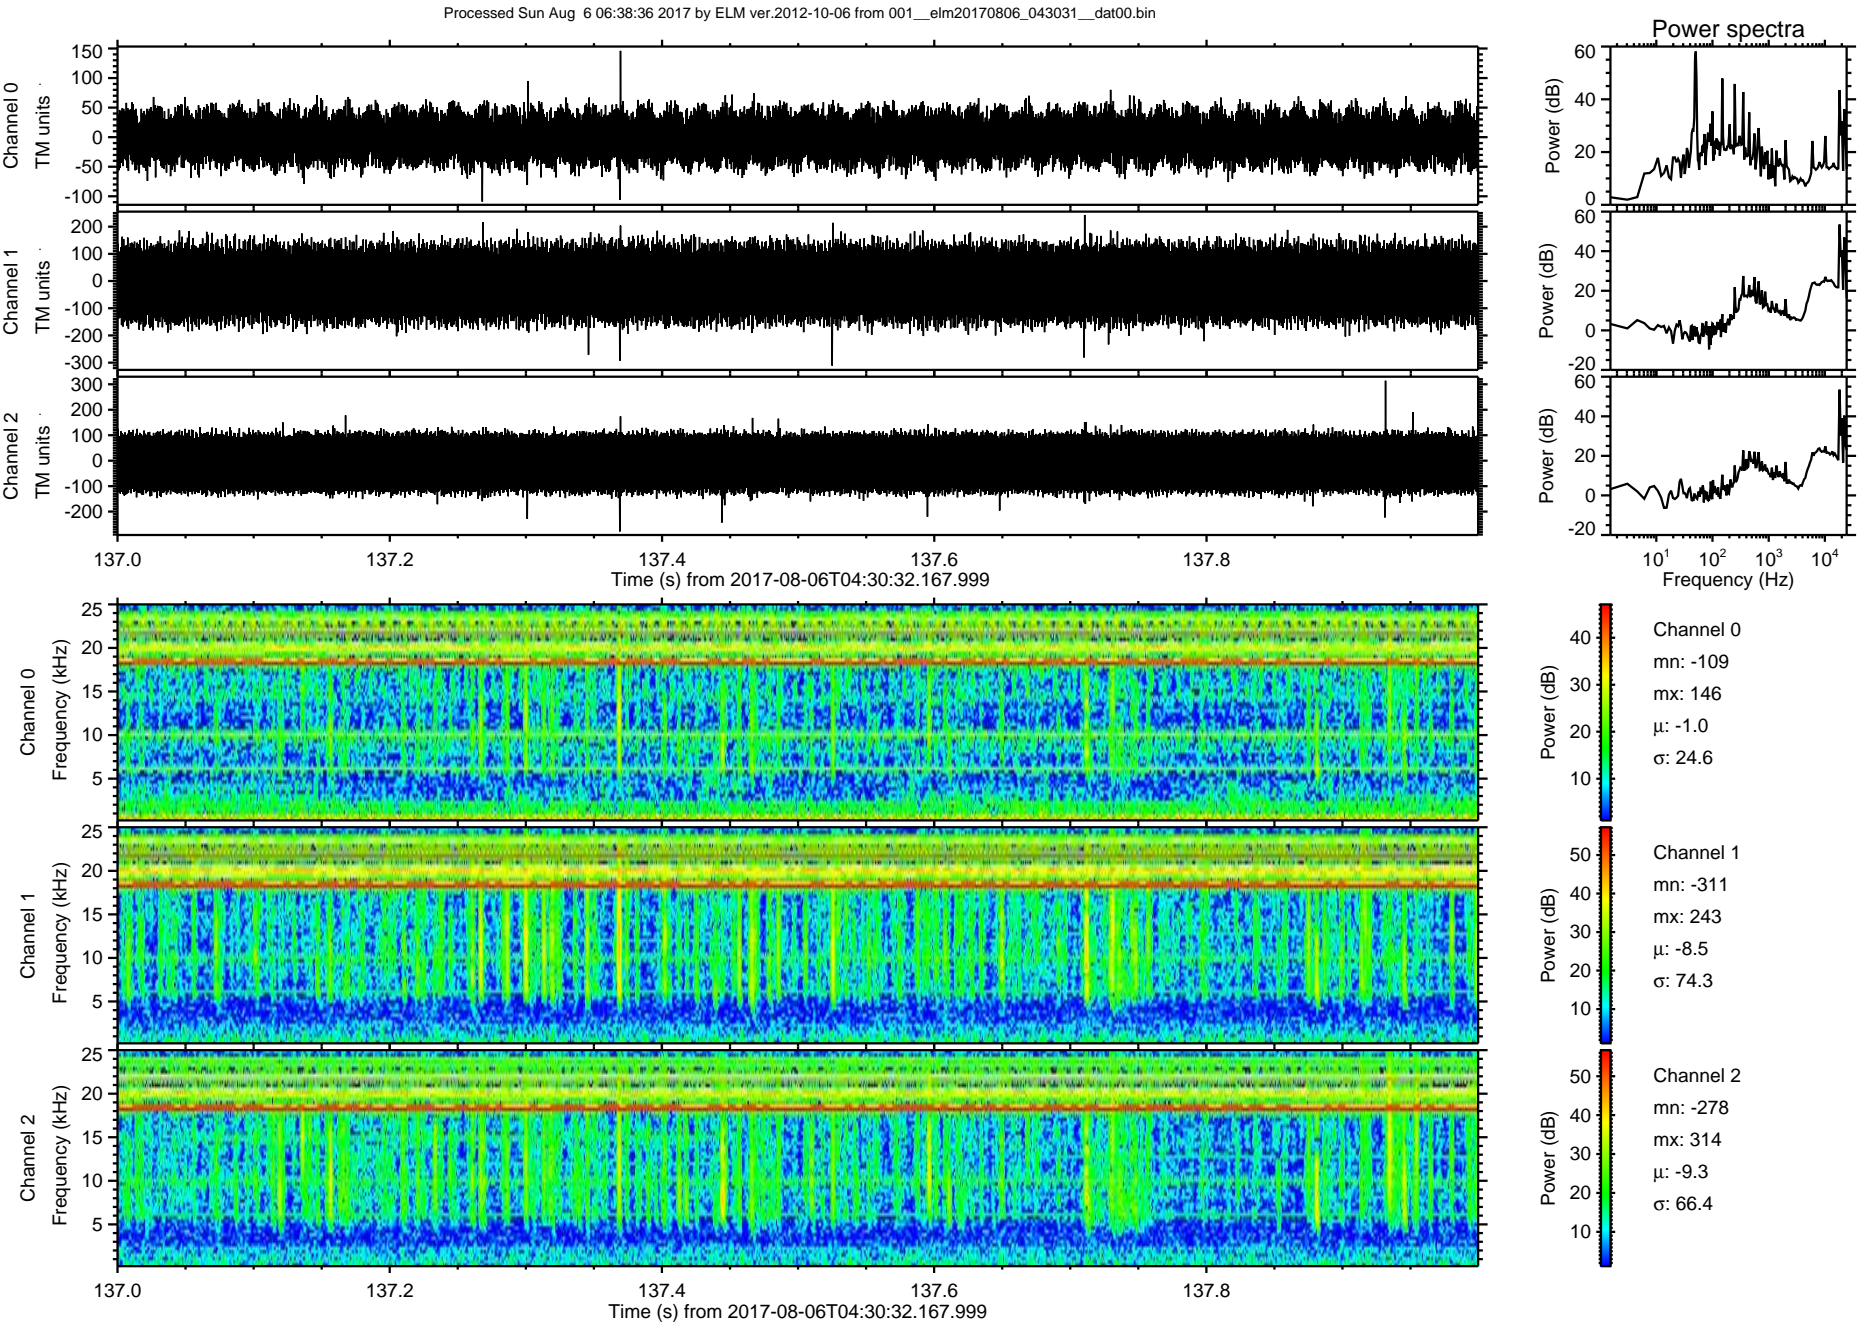 Processed Sun Aug  6 06:38:36 2017 by ELM ver.2012-10-06 from 001__elm20170806_043031__dat00.bin
Power spectra
Channel 0
TM units
150
100
50
0
-50
-100
Power (dB)
60
40
20
0
Channel 1
TM units
200
100
0
-100
-200
-300
Power (dB)
60
40
20
0
-20
Channel 2
TM units
300
200
100
0
-100
-200
Power (dB)
60
40
20
0
-20
137.0 137.2 137.4 137.6 137.8
Time (s) from 2017-08-06T04:30:32.167.999
10¹ 10² 10³ 10⁴
Frequency (Hz)
Channel 0
Frequency (kHz)
25
20
15
10
5
Power (dB)
40
30
20
10
Channel 0
mn: -109
mx: 146
μ: -1.0
σ: 24.6
Channel 1
Frequency (kHz)
25
20
15
10
5
Power (dB)
50
40
30
20
10
Channel 1
mn: -311
mx: 243
μ: -8.5
σ: 74.3
Channel 2
Frequency (kHz)
25
20
15
10
5
Power (dB)
50
40
30
20
10
Channel 2
mn: -278
mx: 314
μ: -9.3
σ: 66.4
137.0 137.2 137.4 137.6 137.8
Time (s) from 2017-08-06T04:30:32.167.999